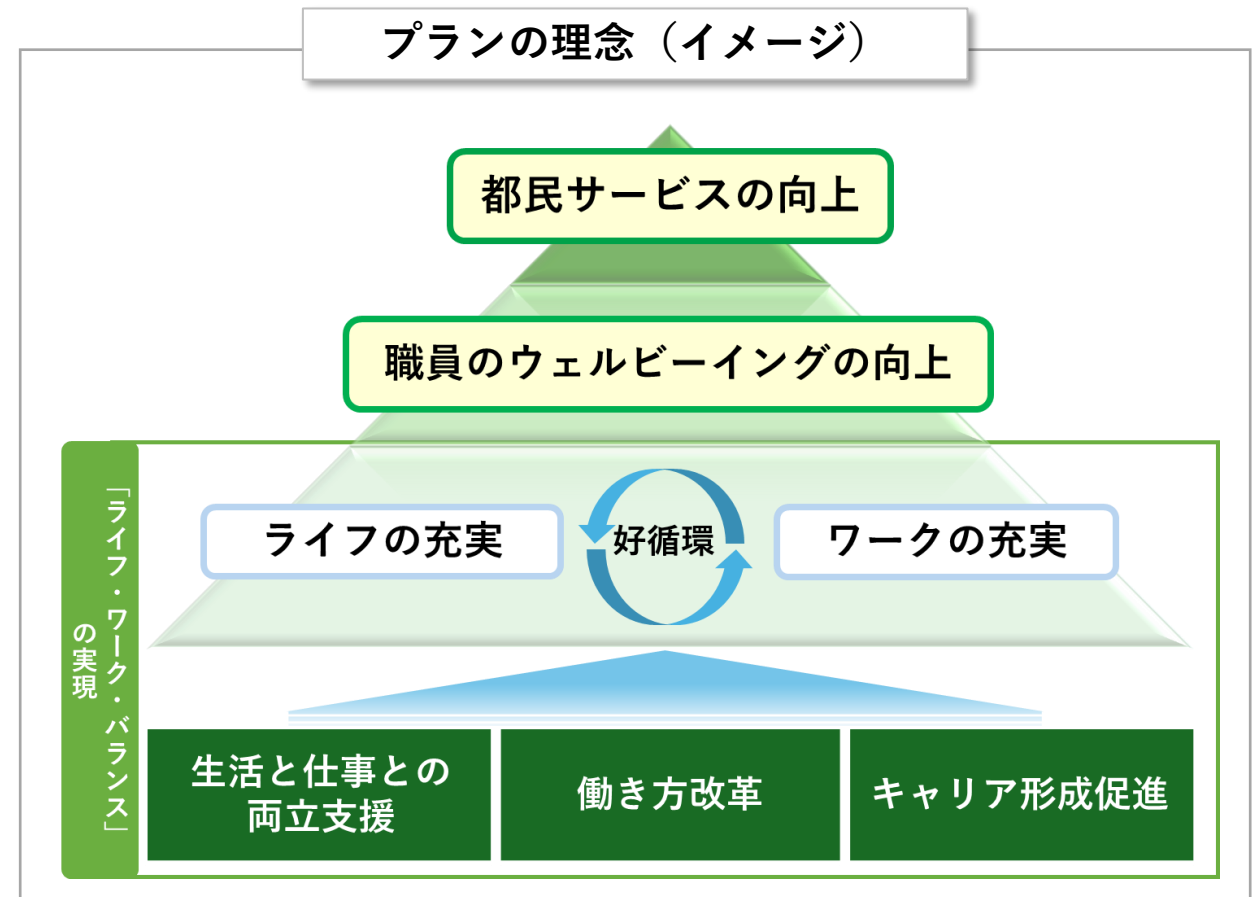 プランの理念（イメージ）
都民サービスの向上
職員のウェルビーイングの向上
「ライフ・ワーク・バランス」
の実現
ライフの充実
好循環
ワークの充実
生活と仕事との
両立支援
働き方改革
キャリア形成促進